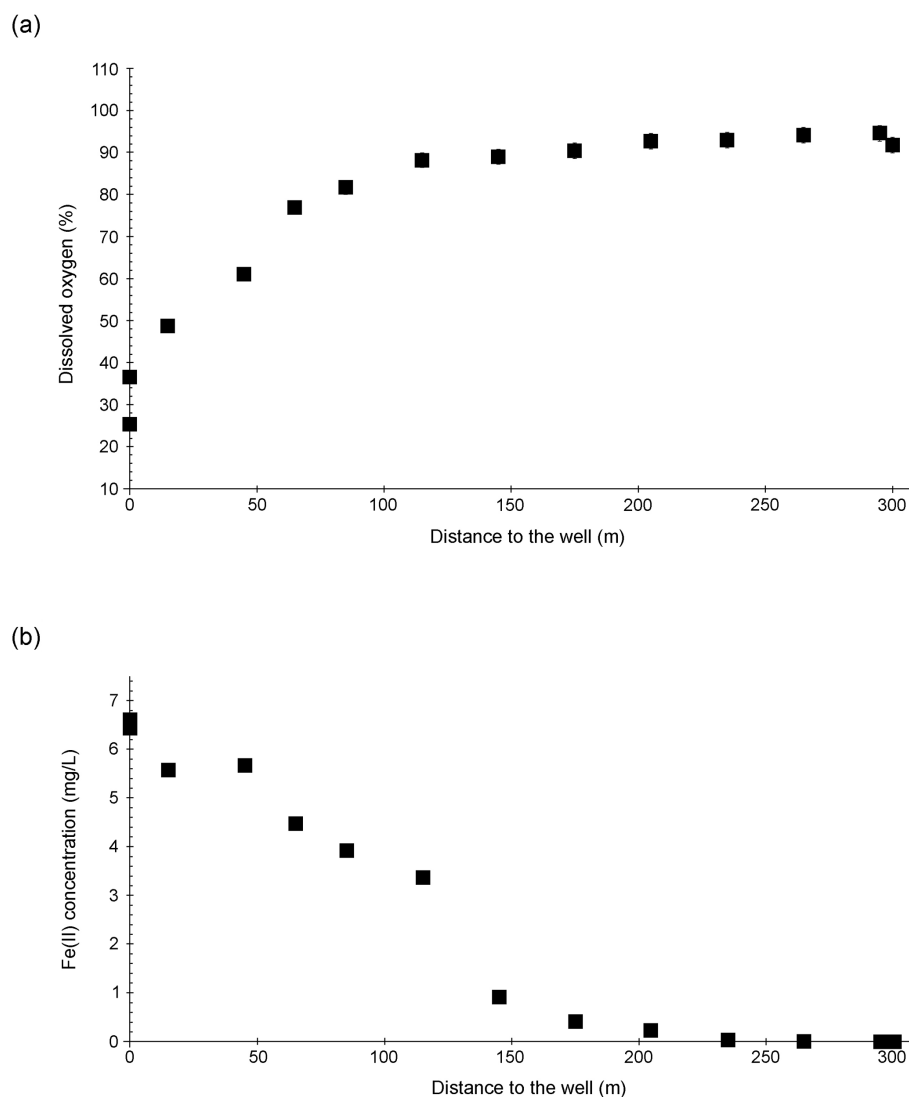 (a)
110
100
90
80
70
60
50
40
30
20
10
Dissolved oxygen (%)
0 50 100 150 200 250 300
Distance to the well (m)
(b)
7
6
5
4
3
2
1
0
Fe(II) concentration (mg/L)
0 50 100 150 200 250 300
Distance to the well (m)